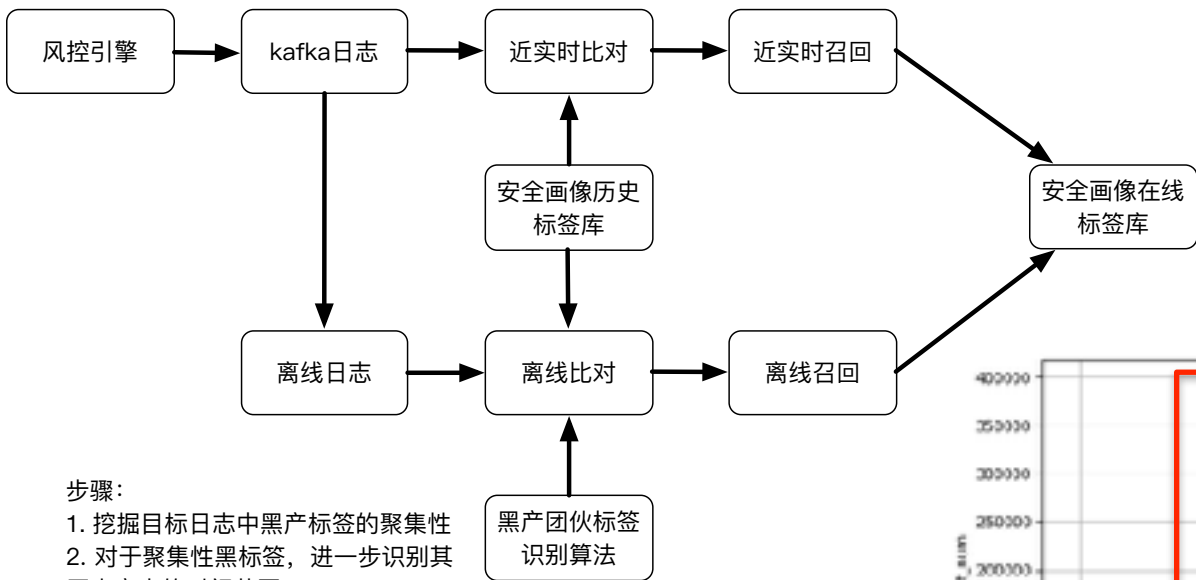 风控引擎
kafka日志
近实时比对
近实时召回
安全画像历史
标签库
安全画像在线
标签库
离线日志
离线比对
离线召回
黑产团伙标签
识别算法
步骤：
1. 挖掘目标日志中黑产标签的聚集性
2. 对于聚集性黑标签，进一步识别其
400000
350000
300000
250000
200000